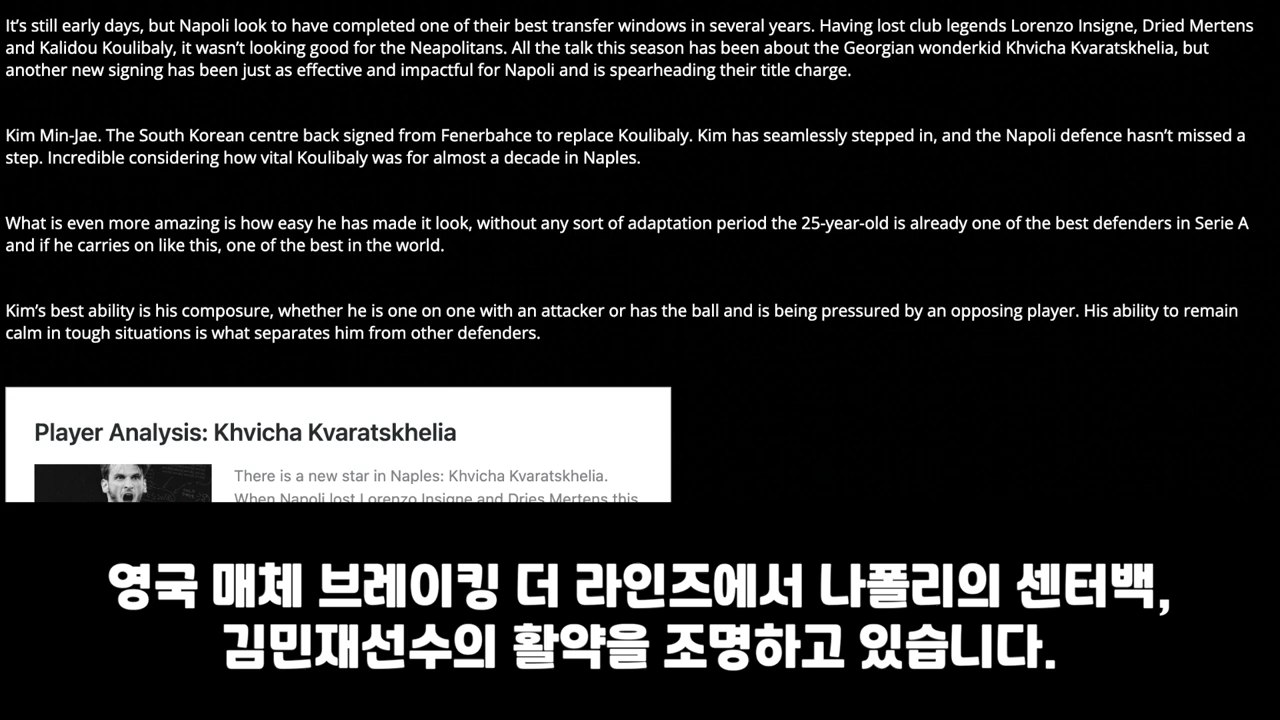 It’s still early days, but Napoli look to have completed one of their best transfer windows in several years. Having lost club legends Lorenzo Insigne, Dried Mertens
and Kalidou Koulibaly, it wasn’t looking good for the Neapolitans. All the talk this season has been about the Georgian wonderkid Khvicha Kvaratskhelia, but
another new signing has been just as effective and impactful for Napoli and is spearheading their title charge.
Kim Min-Jae. The South Korean centre back signed from Fenerbahce to replace Koulibaly. Kim has seamlessly stepped in, and the Napoli defence hasn’t missed a
step. Incredible considering how vital Koulibaly was for almost a decade in Naples.
What is even more amazing is how easy he has made it look, without any sort of adaptation period the 25-year-old is already one of the best defenders in Serie A
and if he carries on like this, one of the best in the world.
Kim’s best ability is his composure, whether he is one on one with an attacker or has the ball and is being pressured by an opposing player. His ability to remain
calm in tough situations is what separates him from other defenders.
Player Analysis: Khvicha Kvaratskhelia
There is a new star in Naples: Khvicha Kvaratskhelia.
When Napoli lost Lorenzo Insigne and Dries Mertens this
영국 매체 브레이킹 더 라인즈에서 나폴리의 센터백,
김민재선수의 활약을 조명하고 있습니다.